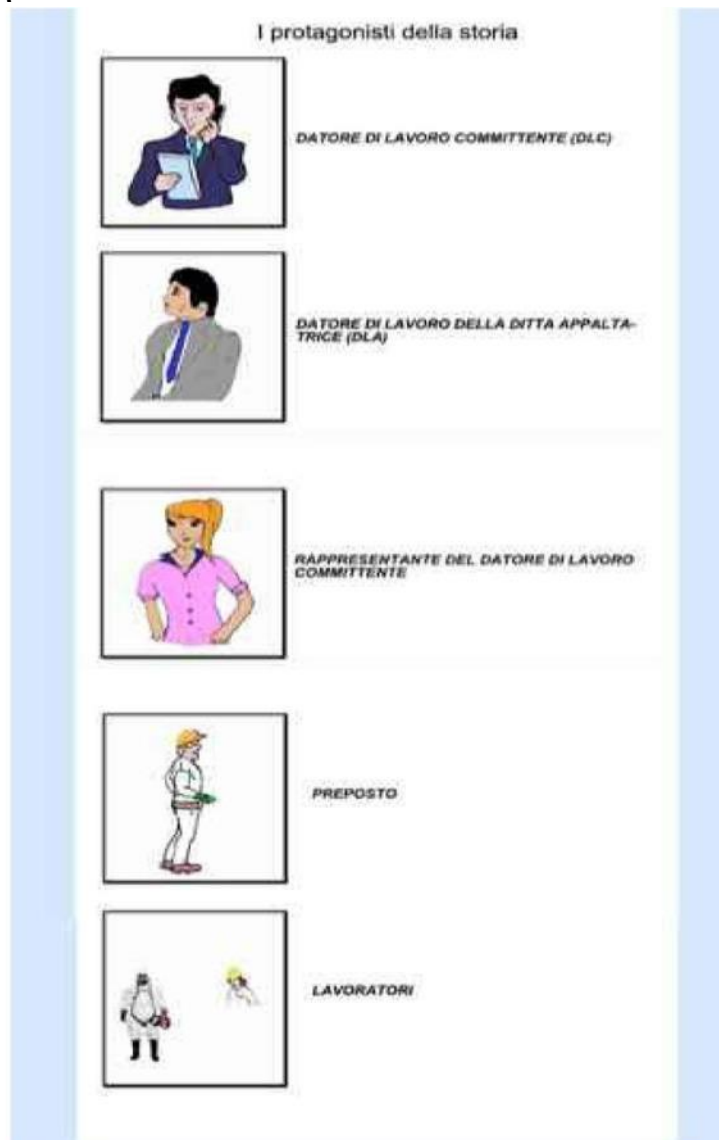 I protagonisti della storia
DATORE DI LAVORO COMMITTENTE (DLC)
DATORE DI LAVORO DELLA DITTA APPALTA-
TRICE (DLA)
RAPPRESENTANTE DEL DATORE DI LAVORO
COMMITTENTE
PREPOSTO
LAVORATORI